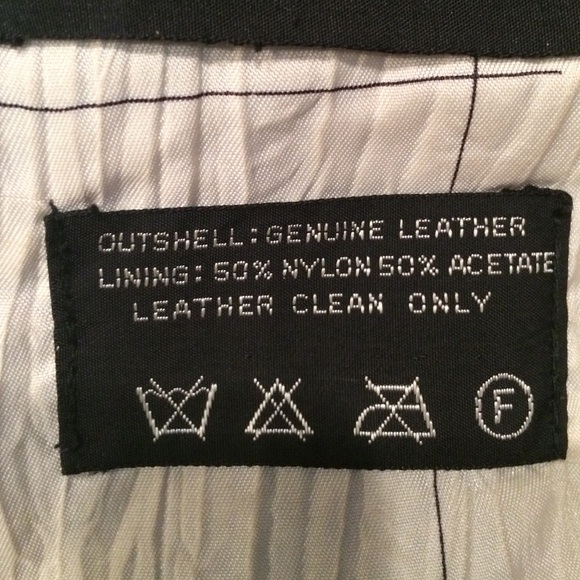 OUTSHELL: GENUINE LEATHER
LINING: 50% NYLON 50% ACETATE
LEATHER CLEAN ONLY
F